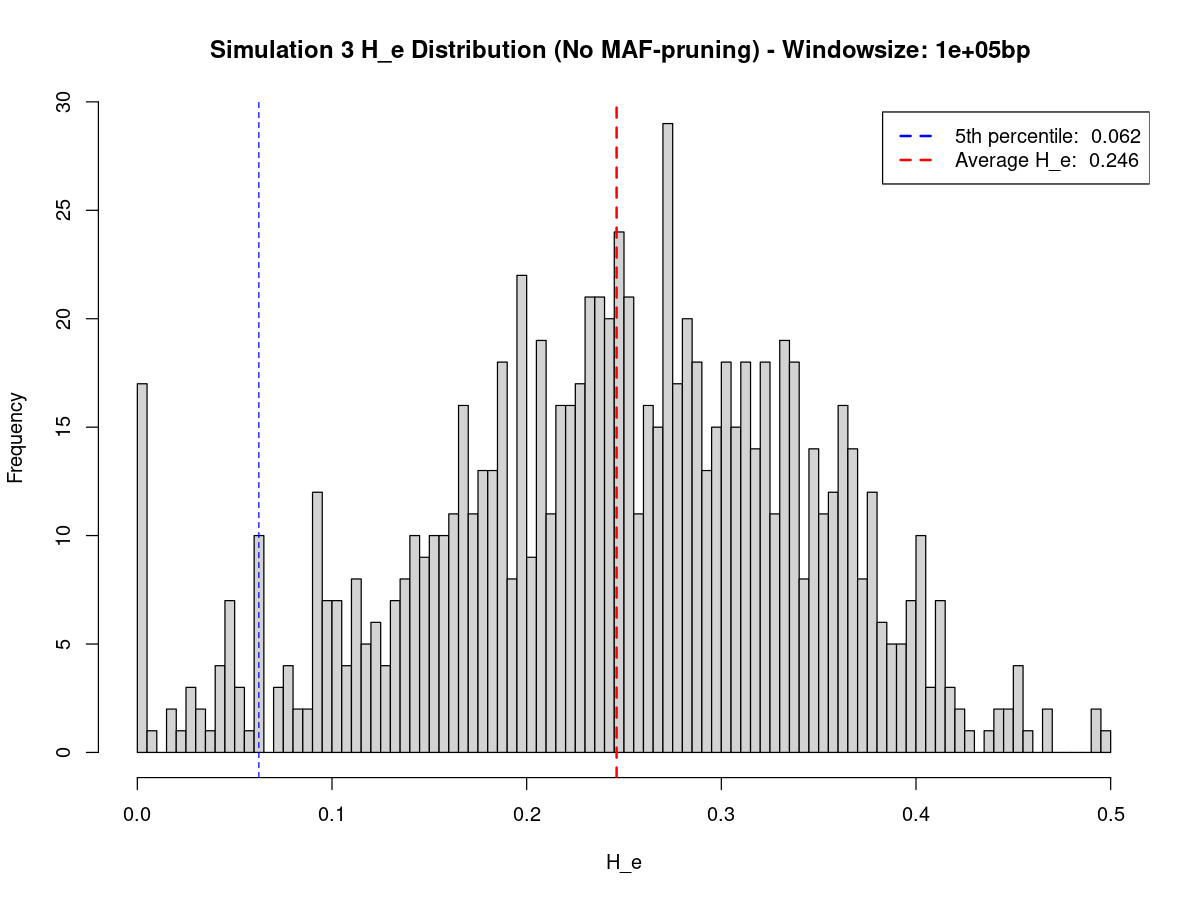 Simulation 3 H_e Distribution (No MAF-pruning) - Windowsize: 1e+05bp
5th percentile: 0.062
Average H_e: 0.246
Frequency
30
25
20
15
10
5
0
0.0 0.1 0.2 0.3 0.4 0.5
H_e